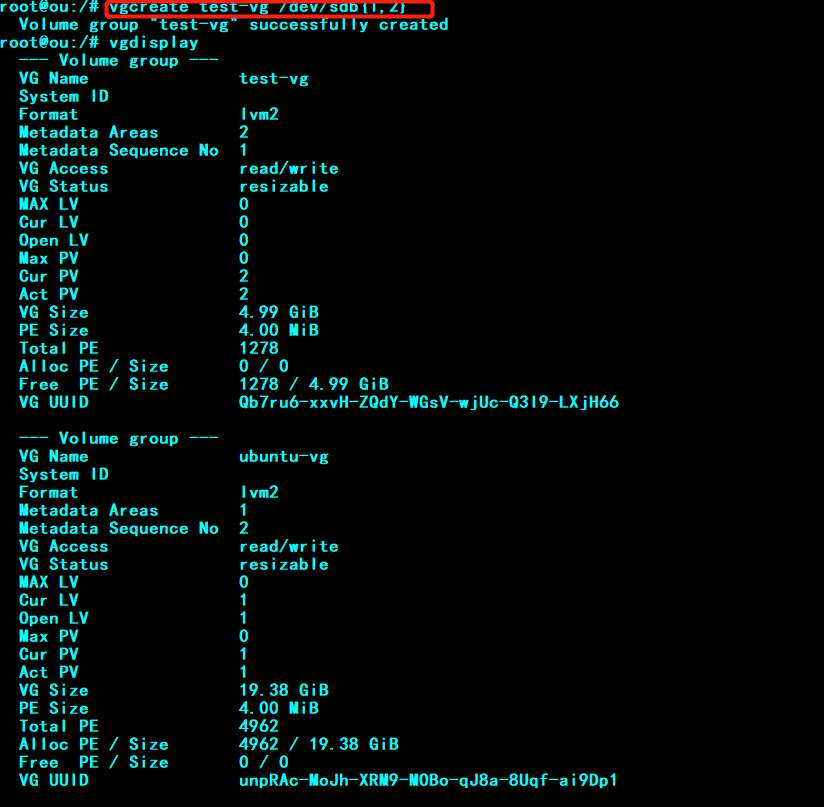 root@ou:/# vgcreate test-vg /dev/sdb{1,2}
  Volume group "test-vg" successfully created
root@ou:/# vgdisplay
  --- Volume group ---
  VG Name               test-vg
  System ID
  Format                lvm2
  Metadata Areas        2
  Metadata Sequence No  1
  VG Access             read/write
  VG Status             resizable
  MAX LV                0
  Cur LV                0
  Open LV               0
  Max PV                0
  Cur PV                2
  Act PV                2
  VG Size               4.99 GiB
  PE Size               4.00 MiB
  Total PE              1278
  Alloc PE / Size       0 / 0
  Free  PE / Size       1278 / 4.99 GiB
  VG UUID               Qb7ru6-xxvH-ZQdY-WGsV-wjUc-Q3l9-LXjH66
  --- Volume group ---
  VG Name               ubuntu-vg
  System ID
  Format                lvm2
  Metadata Areas        1
  Metadata Sequence No  2
  VG Access             read/write
  VG Status             resizable
  MAX LV                0
  Cur LV                1
  Open LV               1
  Max PV                0
  Cur PV                1
  Act PV                1
  VG Size               19.38 GiB
  PE Size               4.00 MiB
  Total PE              4962
  Alloc PE / Size       4962 / 19.38 GiB
  Free  PE / Size       0 / 0
  VG UUID               unpRAc-MoJh-XRM9-MOBo-qJ8a-8Uqf-ai9Dp1